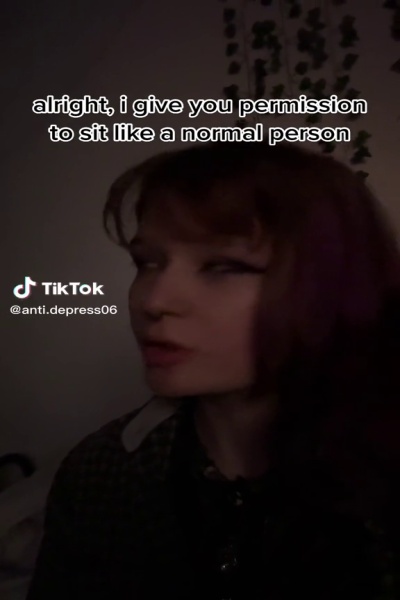 alright, i give you permission
to sit like a normal person
TikTok
@anti.depress06